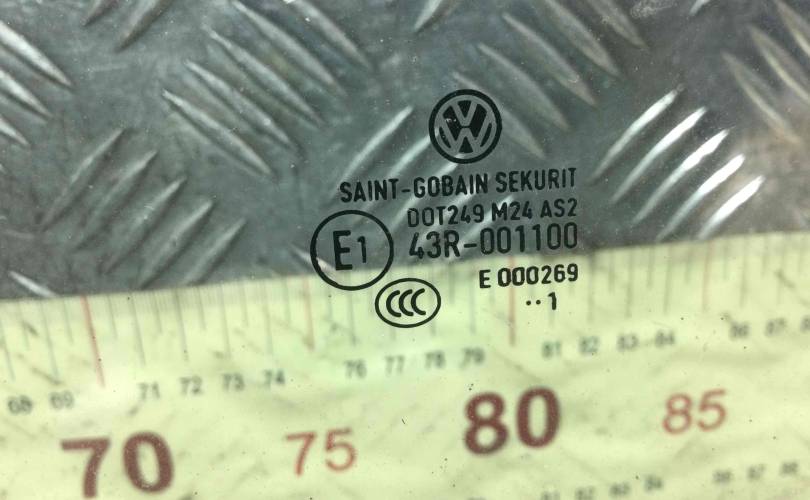 SAINT-GOBAIN SEKURIT
DOT249 M24 AS2
E1 43R-001100
E 000269
CCC ··1
76 77 78 79 81 82 83 84 86 87
68 69 71 72 73 74
70 75 80 85